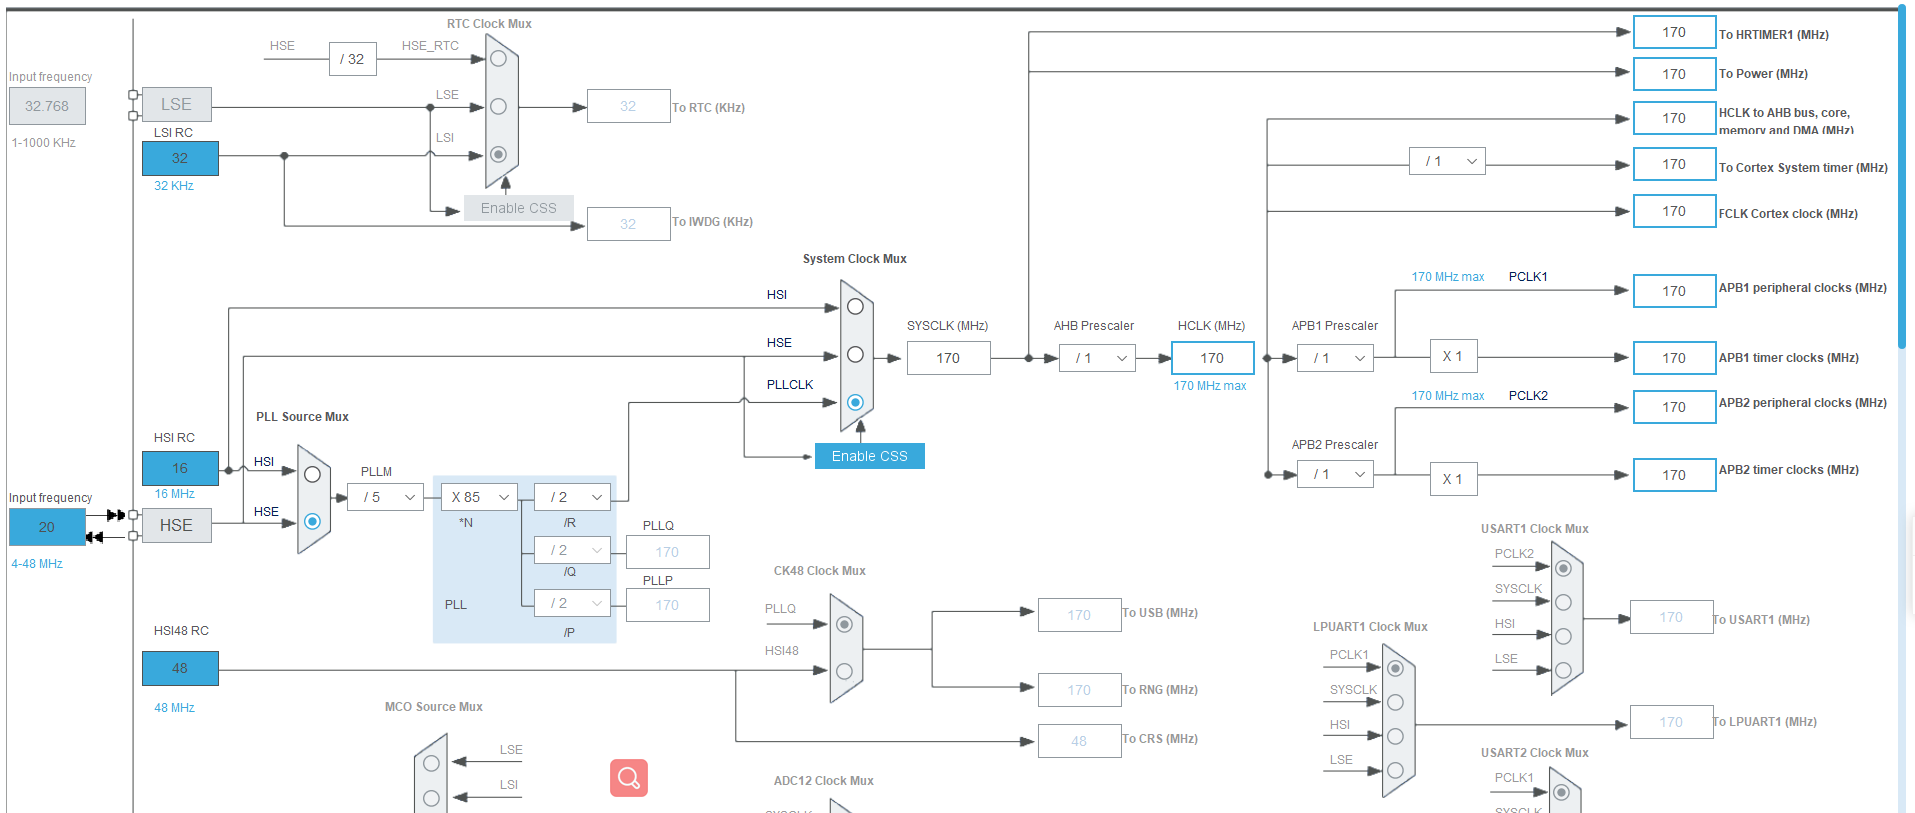 RTC Clock Mux
HSE
/ 32
HSE_RTC
Input frequency
32.768
1-1000 KHz
LSE
LSE
32
To RTC (KHz)
LSI RC
32
32 KHz
LSI
Enable CSS
32
To IWDG (KHz)
170
To HRTIMER1 (MHz)
170
To Power (MHz)
170
HCLK to AHB bus, core,
memory and DMA (MHz)
/ 1
170
To Cortex System timer (MHz)
170
FCLK Cortex clock (MHz)
System Clock Mux
HSI
HSE
PLLCLK
Enable CSS
SYSCLK (MHz)
170
AHB Prescaler
/ 1
HCLK (MHz)
170
170 MHz max
APB1 Prescaler
/ 1
170 MHz max
PCLK1
170
APB1 peripheral clocks (MHz)
X 1
170
APB1 timer clocks (MHz)
170 MHz max
PCLK2
170
APB2 peripheral clocks (MHz)
APB2 Prescaler
/ 1
X 1
170
APB2 timer clocks (MHz)
PLL Source Mux
HSI RC
16
16 MHz
HSI
Input frequency
20
4-48 MHz
HSE
HSE
PLLM
/ 5
X 85
*N
/ 2
/R
/ 2
/Q
/ 2
/P
PLL
PLLQ
170
PLLP
170
HSI48 RC
48
48 MHz
CK48 Clock Mux
PLLQ
HSI48
170
To USB (MHz)
170
To RNG (MHz)
48
To CRS (MHz)
USART1 Clock Mux
PCLK2
SYSCLK
HSI
LSE
170
To USART1 (MHz)
LPUART1 Clock Mux
PCLK1
SYSCLK
HSI
LSE
170
To LPUART1 (MHz)
MCO Source Mux
LSE
LSI
ADC12 Clock Mux
SYSCLK
USART2 Clock Mux
PCLK1
SYSCLK